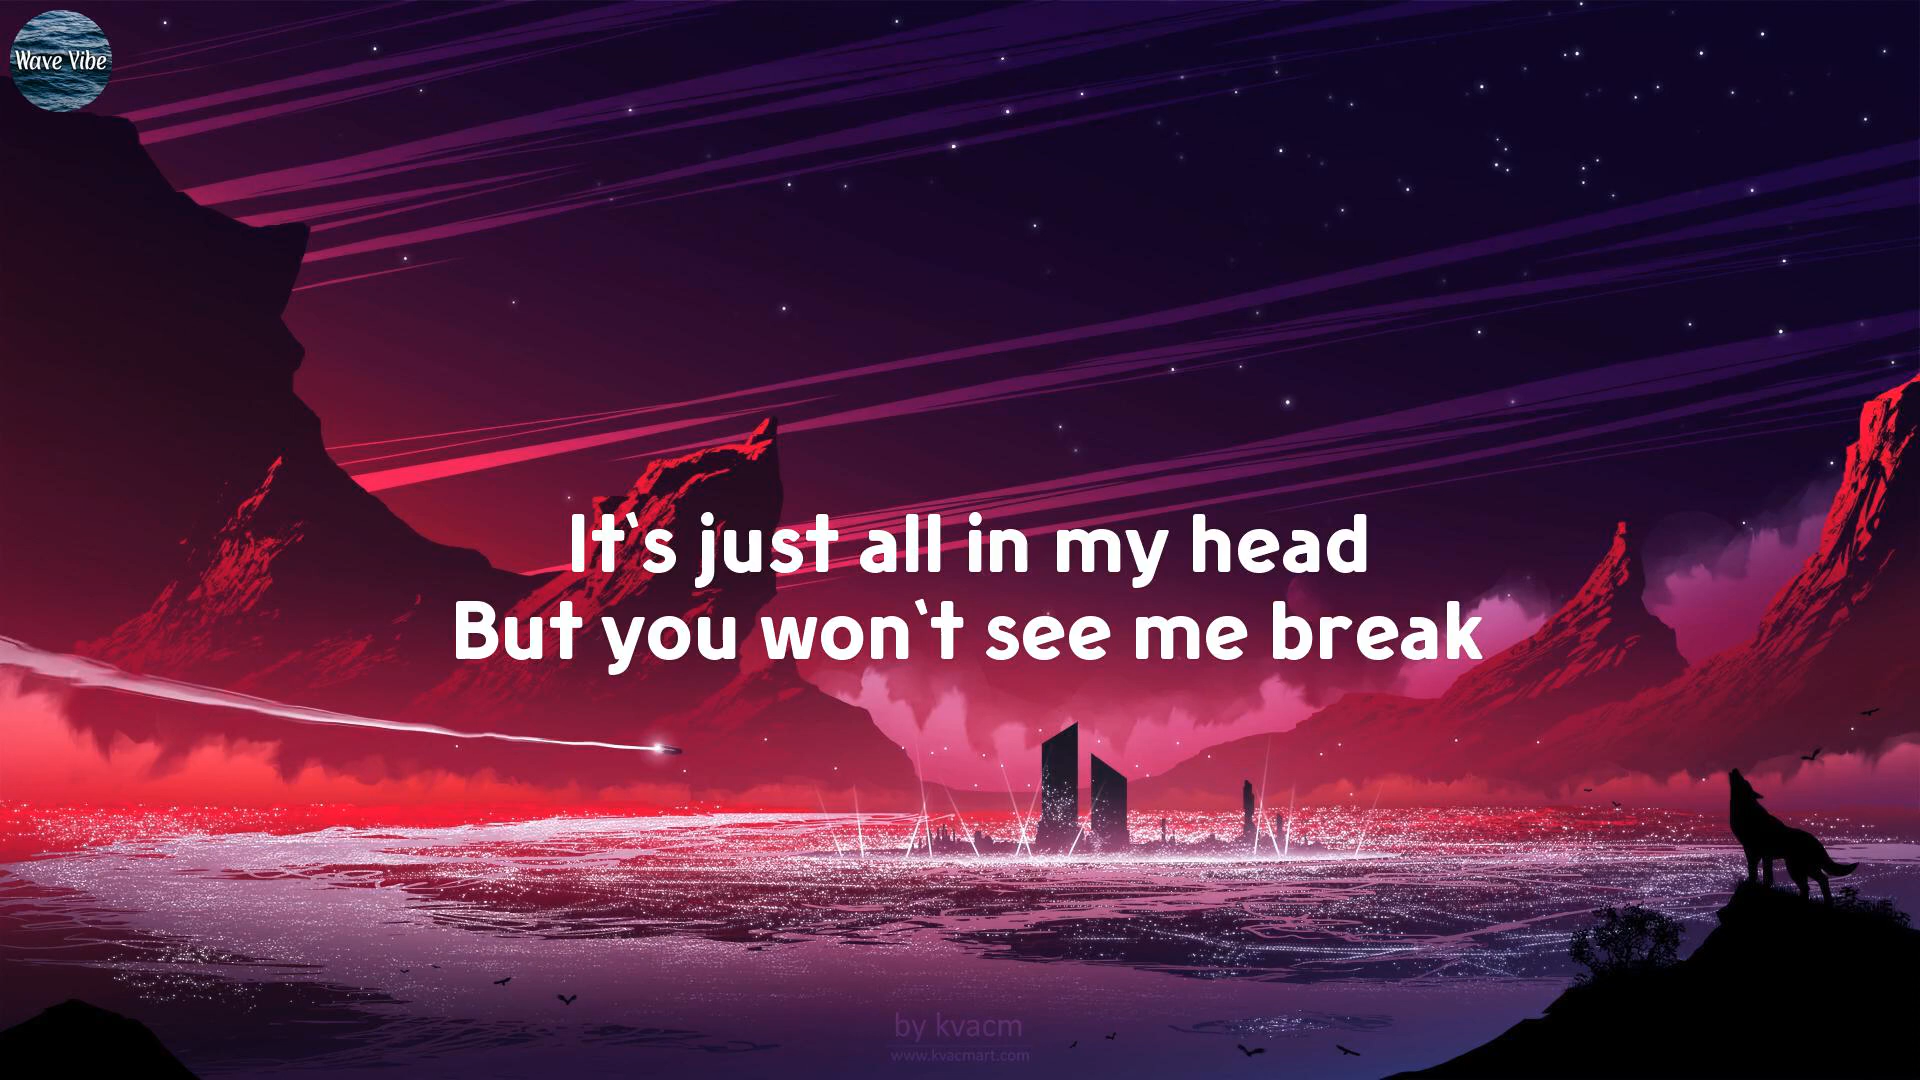 Wave Vibe
It`s just all in my head
But you won`t see me break
by kvacm
www.kvacmart.com